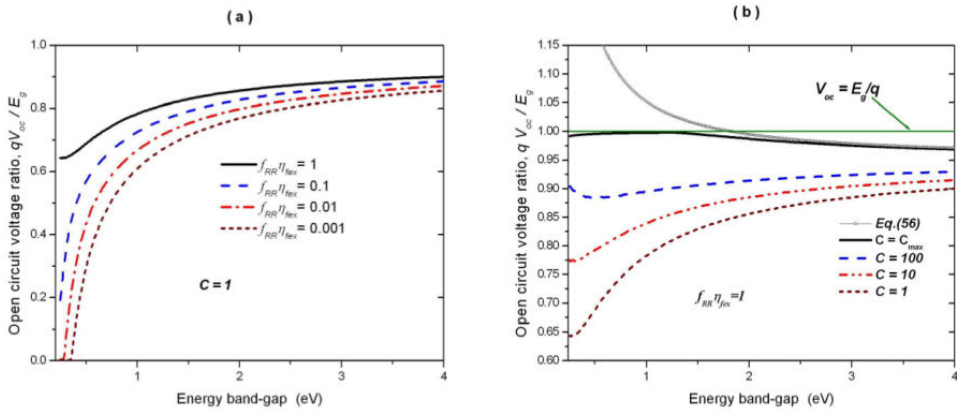 ( a )
1.0
0.8
0.6
0.4
0.2
0.0
Open circuit voltage ratio, qV_oc / E_g
f_RR η_fex = 1
f_RR η_fex = 0.1
f_RR η_fex = 0.01
f_RR η_fex = 0.001
C = 1
1 2 3 4
Energy band-gap (eV)
( b )
1.15
1.10
1.05
1.00
0.95
0.90
0.85
0.80
0.75
0.70
0.65
0.60
Open circuit voltage ratio, q V_oc / E_g
V_oc = E_g/q
Eq.(56)
C = C_max
C = 100
C = 10
C = 1
f_RR η_fex=1
1 2 3 4
Energy band-gap (eV)